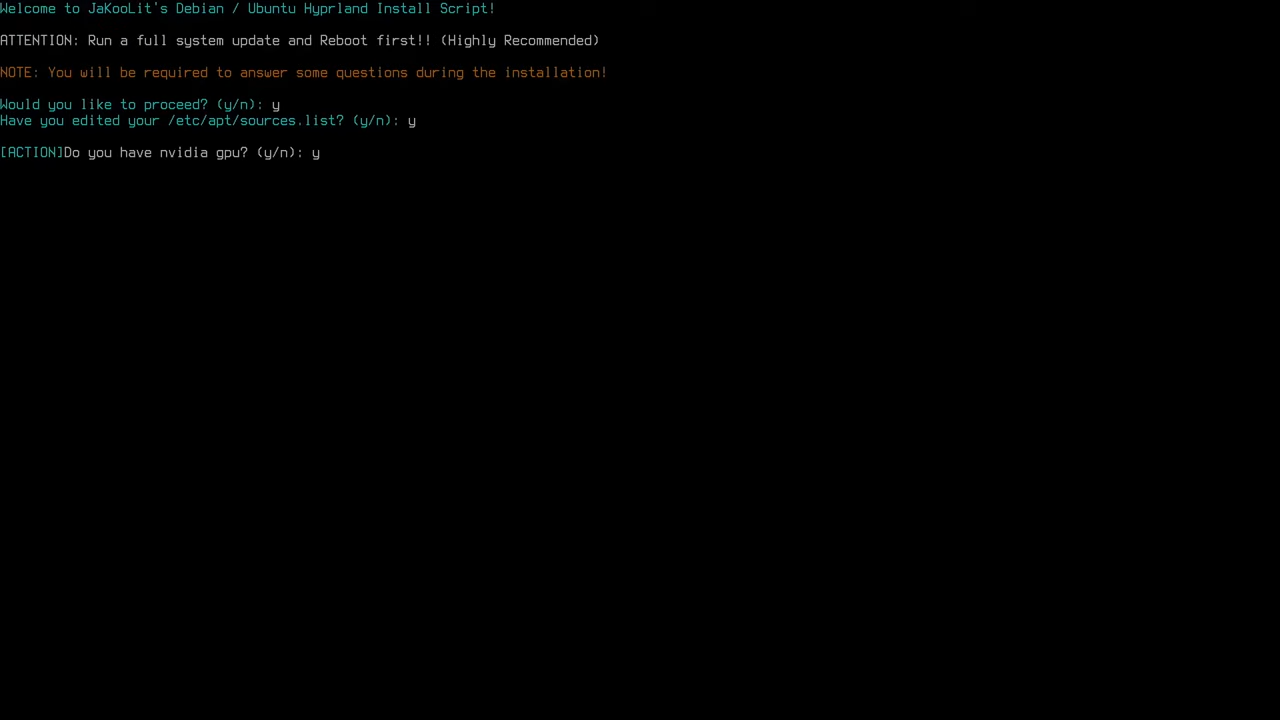 Welcome to JaKooLit's Debian / Ubuntu Hyprland Install Script!
ATTENTION: Run a full system update and Reboot first!! (Highly Recommended)
NOTE: You will be required to answer some questions during the installation!
Would you like to proceed? (y/n): y
Have you edited your /etc/apt/sources.list? (y/n): y
[ACTION]Do you have nvidia gpu? (y/n): y